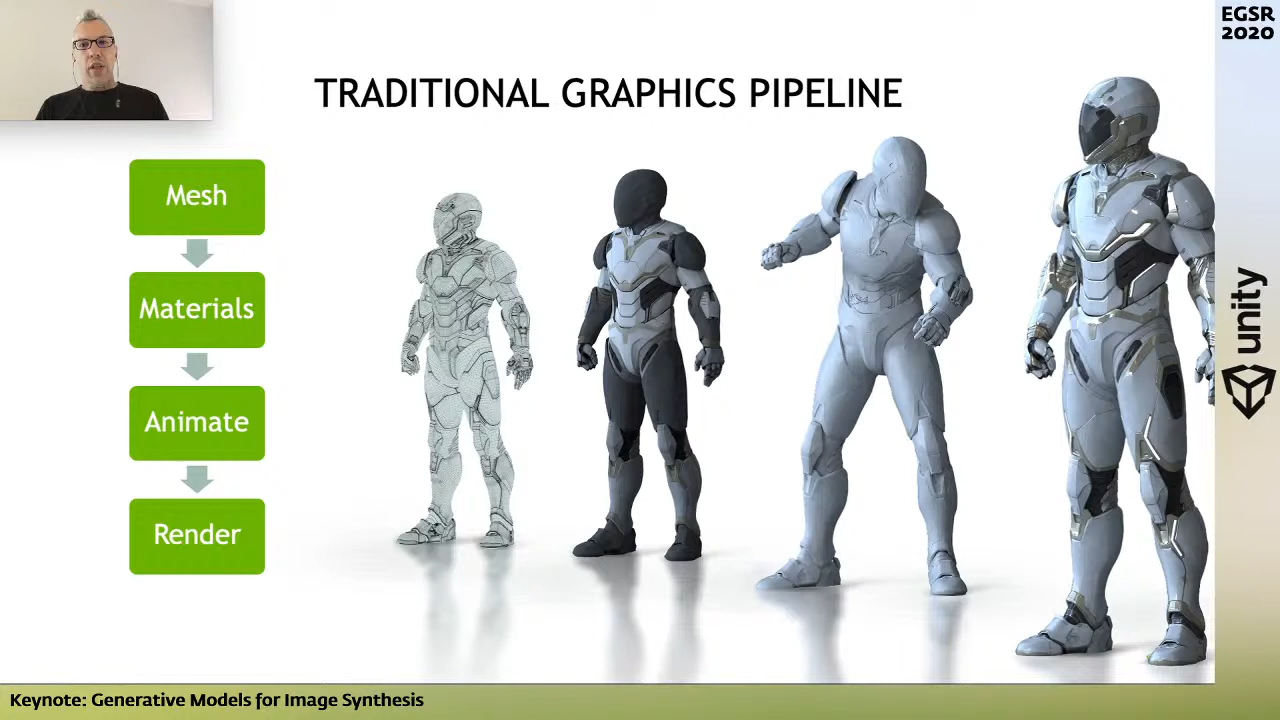 EGSR
2020
TRADITIONAL GRAPHICS PIPELINE
Mesh
Materials
Animate
Render
unity
Keynote: Generative Models for Image Synthesis